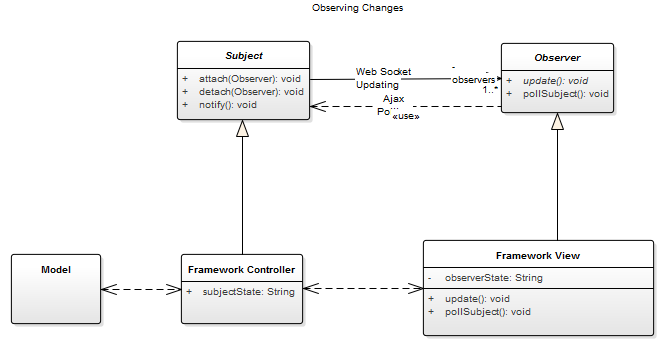 Observing Changes
Subject
+ attach(Observer): void
+ detach(Observer): void
+ notify(): void
Web Socket
Updating
-
observers
-
1..*
Ajax
Po...
«use»
Observer
+ update(): void
+ pollSubject(): void
Model
Framework Controller
+ subjectState: String
Framework View
- observerState: String
+ update(): void
+ pollSubject(): void